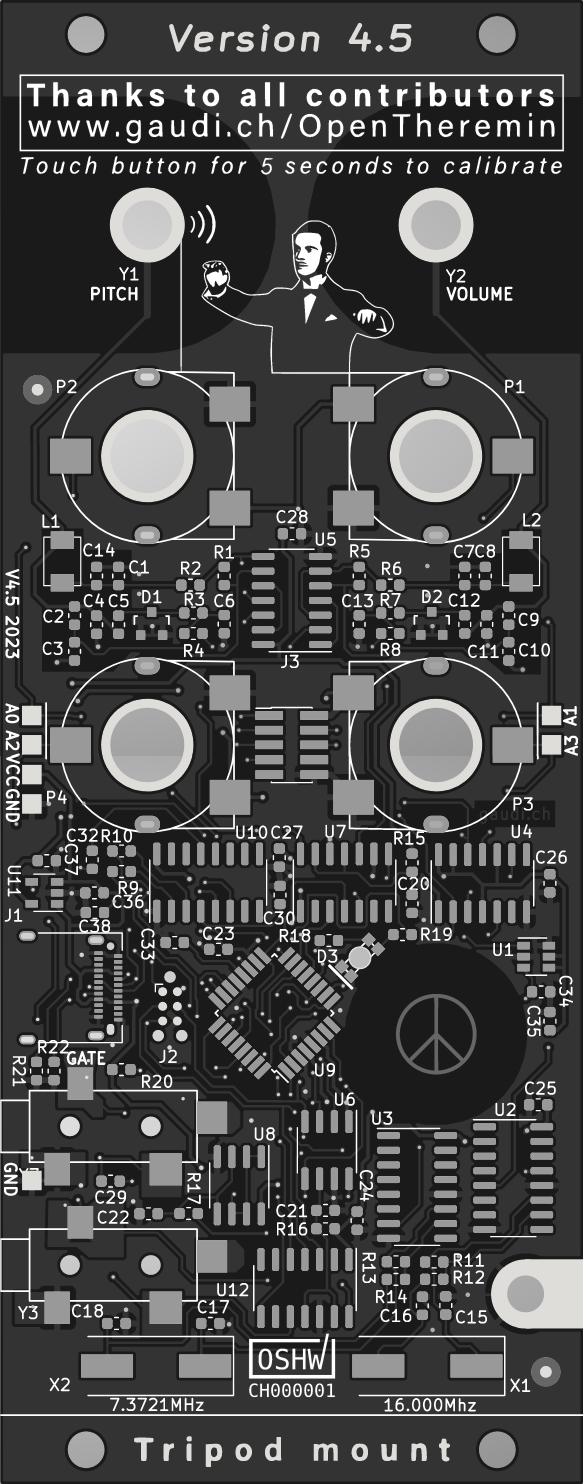 Version 4.5
Thanks to all contributors
www.gaudi.ch/OpenTheremin
Touch button for 5 seconds to calibrate
Y1
PITCH
Y2
VOLUME
P2
P1
C28
L1
L2
U5
C14
C1
R2
R1
R5
R6
C7
C8
V4.5 2023
C2
C4
C5
D1
R3
C6
C13
R7
D2
C12
C9
C3
R4
R8
C11
C10
J3
A0
A2
VCC
GND
A1
A3
P4
P3
gaudi.ch
C32
R10
U10
C27
U7
R15
U4
C37
C26
U11
R9
C36
C20
J1
C30
C38
C33
C23
R18
R19
D3
U1
C34
C35
R22
GATE
J2
R21
R20
U9
C25
U6
U3
U2
U8
GND
C29
R17
C24
C22
C21
R16
R13
R11
R12
U12
R14
Y3
C18
C17
C16
C15
OSHW
X2
CH000001
X1
7.3721MHz
16.000Mhz
Tripod mount